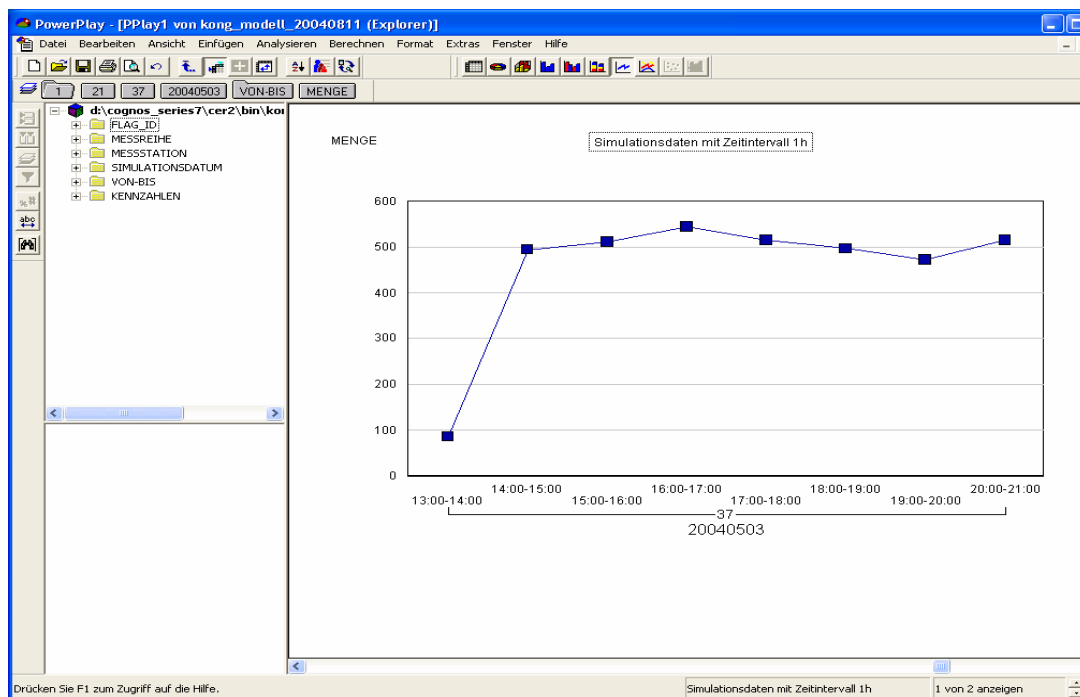 PowerPlay - [PPlay1 von kong_modell_20040811 (Explorer)]
Datei Bearbeiten Ansicht Einfügen Analysieren Berechnen Format Extras Fenster Hilfe
1 21 37 20040503 VON-BIS MENGE
d:\cognos_series7\cer2\bin\ko
FLAG_ID
MESSREIHE
MESSSTATION
SIMULATIONSDATUM
VON-BIS
KENNZAHLEN
%
abc
MENGE
Simulationsdaten mit Zeitintervall 1h
600
500
400
300
200
100
0
14:00-15:00 16:00-17:00 18:00-19:00 20:00-21:00
13:00-14:00 15:00-16:00 17:00-18:00 19:00-20:00
37
20040503
Drücken Sie F1 zum Zugriff auf die Hilfe.
Simulationsdaten mit Zeitintervall 1h
1 von 2 anzeigen